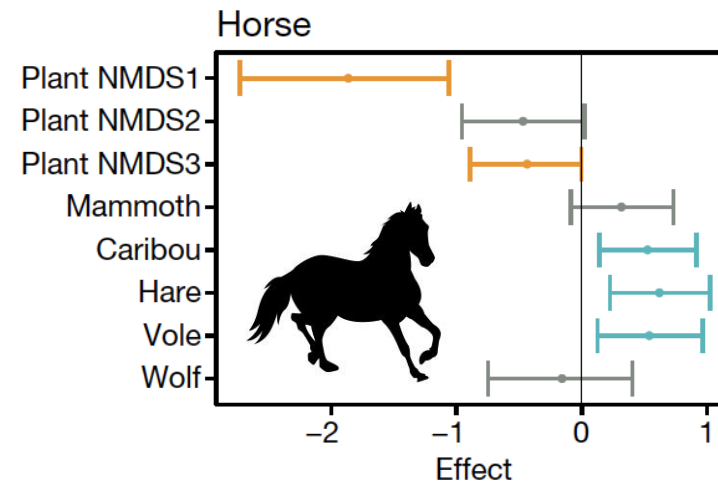 Horse
Plant NMDS1
Plant NMDS2
Plant NMDS3
Mammoth
Caribou
Hare
Vole
Wolf
−2 −1 0 1
Effect